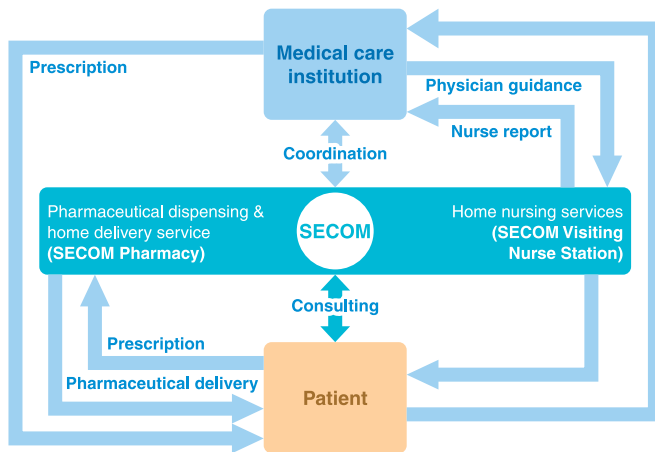 Medical care
institution
Prescription
Physician guidance
Nurse report
Coordination
Pharmaceutical dispensing &
home delivery service
(SECOM Pharmacy)
SECOM
Home nursing services
(SECOM Visiting
Nurse Station)
Consulting
Prescription
Pharmaceutical delivery
Patient